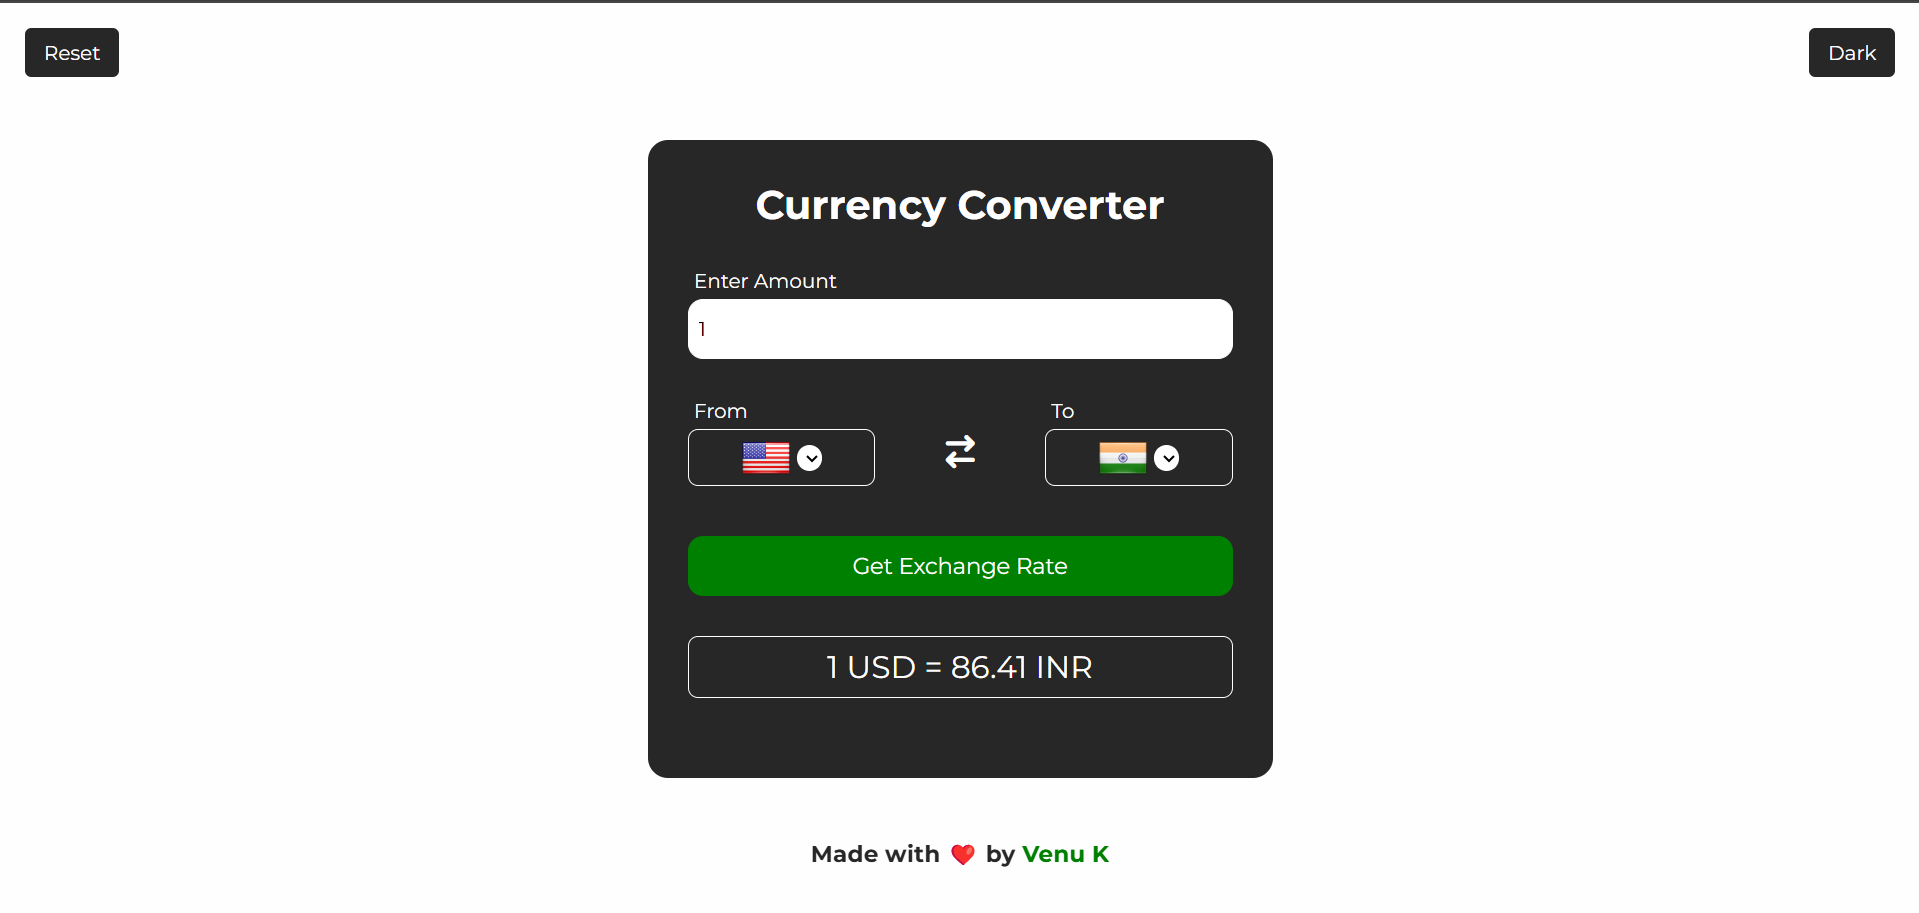 Reset
Dark
Currency Converter
Enter Amount
1
From
To
Get Exchange Rate
1 USD = 86.41 INR
Made with ❤️ by Venu K